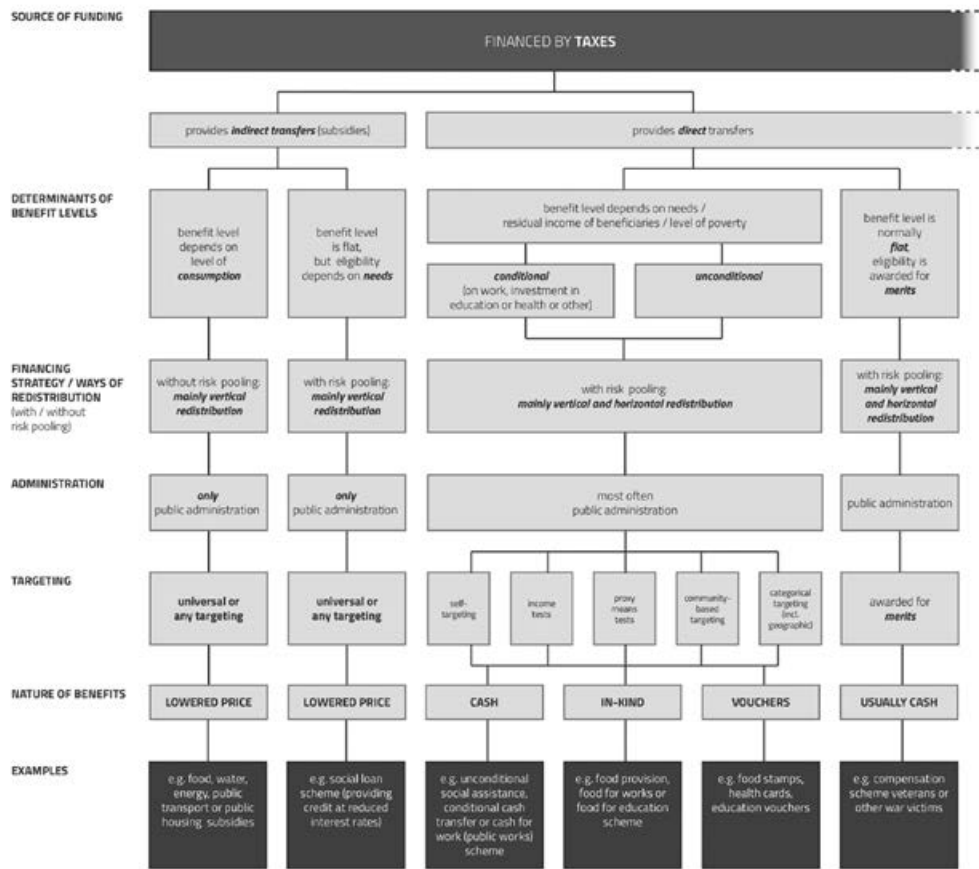 SOURCE OF FUNDING
FINANCED BY TAXES
provides indirect transfers (subsidies)
provides direct transfers
DETERMINANTS OF
BENEFIT LEVELS
benefit level
depends on
level of
consumption
benefit level
is flat,
but eligibility
depends on needs
benefit level depends on needs /
residual income of beneficiaries / level of poverty
conditional
(on work, investment in
education or health or other)
unconditional
benefit level is
normally
flat,
eligibility is
awarded for
merits
FINANCING
STRATEGY / WAYS OF
REDISTRIBUTION
(with / without
risk pooling)
without risk pooling:
mainly vertical
redistribution
with risk pooling:
mainly vertical
redistribution
with risk pooling:
mainly vertical and horizontal redistribution
with risk pooling:
mainly vertical
and horizontal
redistribution
ADMINISTRATION
only
public administration
only
public administration
most often
public administration
public administration
TARGETING
universal or
any targeting
universal or
any targeting
self-
targeting
income
tests
proxy
means
tests
community-
based
targeting
categorical
targeting
(incl.
geographic)
awarded for
merits
NATURE OF BENEFITS
LOWERED PRICE
LOWERED PRICE
CASH
IN-KIND
VOUCHERS
USUALLY CASH
EXAMPLES
e.g. food, water,
energy, public
transport or public
housing subsidies
e.g. social loan
scheme (providing
credit at reduced
interest rates)
e.g. unconditional
social assistance,
conditional cash
transfer or cash for
work (public works)
scheme
e.g. food provision,
food for works or
food for education
scheme
e.g. food stamps,
health cards,
education vouchers
e.g. compensation
scheme veterans or
other war victims